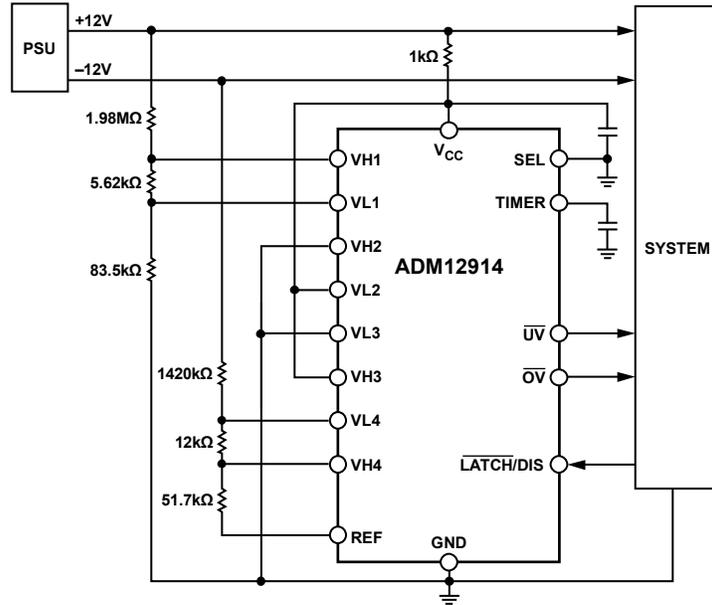 +12V
PSU
–12V
1kΩ
1.98MΩ
VCC
VH1
SEL
5.62kΩ
VL1
TIMER
VH2
SYSTEM
83.5kΩ
ADM12914
VL2
VL3
UV
1420kΩ
VH3
OV
VL4
12kΩ
VH4
LATCH/DIS
51.7kΩ
REF
GND